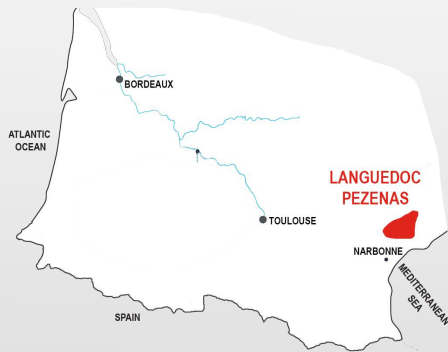 BORDEAUX
ATLANTIC
OCEAN
LANGUEDOC
PEZENAS
TOULOUSE
NARBONNE
MEDITERRANEAN
SEA
SPAIN